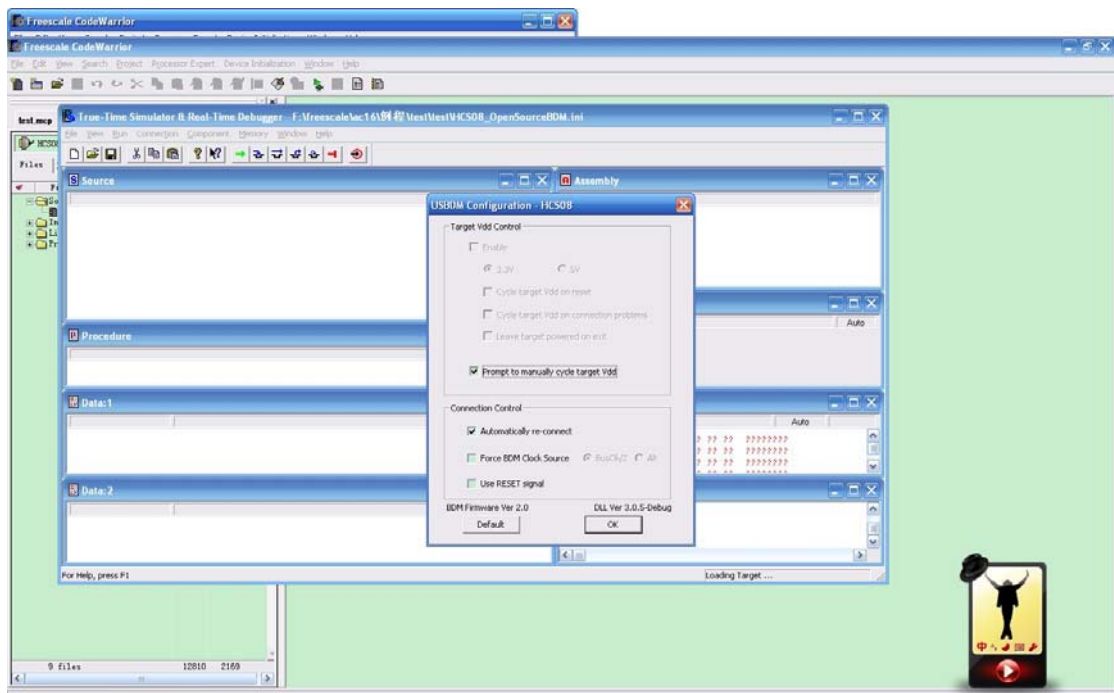 Freescale CodeWarrior
Freescale CodeWarrior
File Edit View Search Project Processor Expert Device Initialization Window Help
test.mcp
True-Time Simulator & Real-Time Debugger F:\freescale\ac16\例程\test\test\HCS08_OpenSourceBDM.ini
File View Run Connection Component Memory Window Help
Files
Source
Assembly
USBDM Configuration - HCS08
Target Vdd Control
Enable
3.3V 5V
Cycle target Vdd on reset
Cycle target Vdd on connection problems
Leave target powered on exit
Prompt to manually cycle target Vdd
Auto
Procedure
Data:1
Connection Control
Automatically re-connect
Auto
Force BDM Clock Source BusClk/2 Alt
? ?? ?? ????????
? ?? ?? ????????
? ?? ?? ????????
? ?? ?? ????????
Use RESET signal
Data:2
BDM Firmware Ver 2.0 DLL Ver 3.0.5-Debug
Default OK
For Help, press F1
Loading Target ...
中
9 files 12810 2169